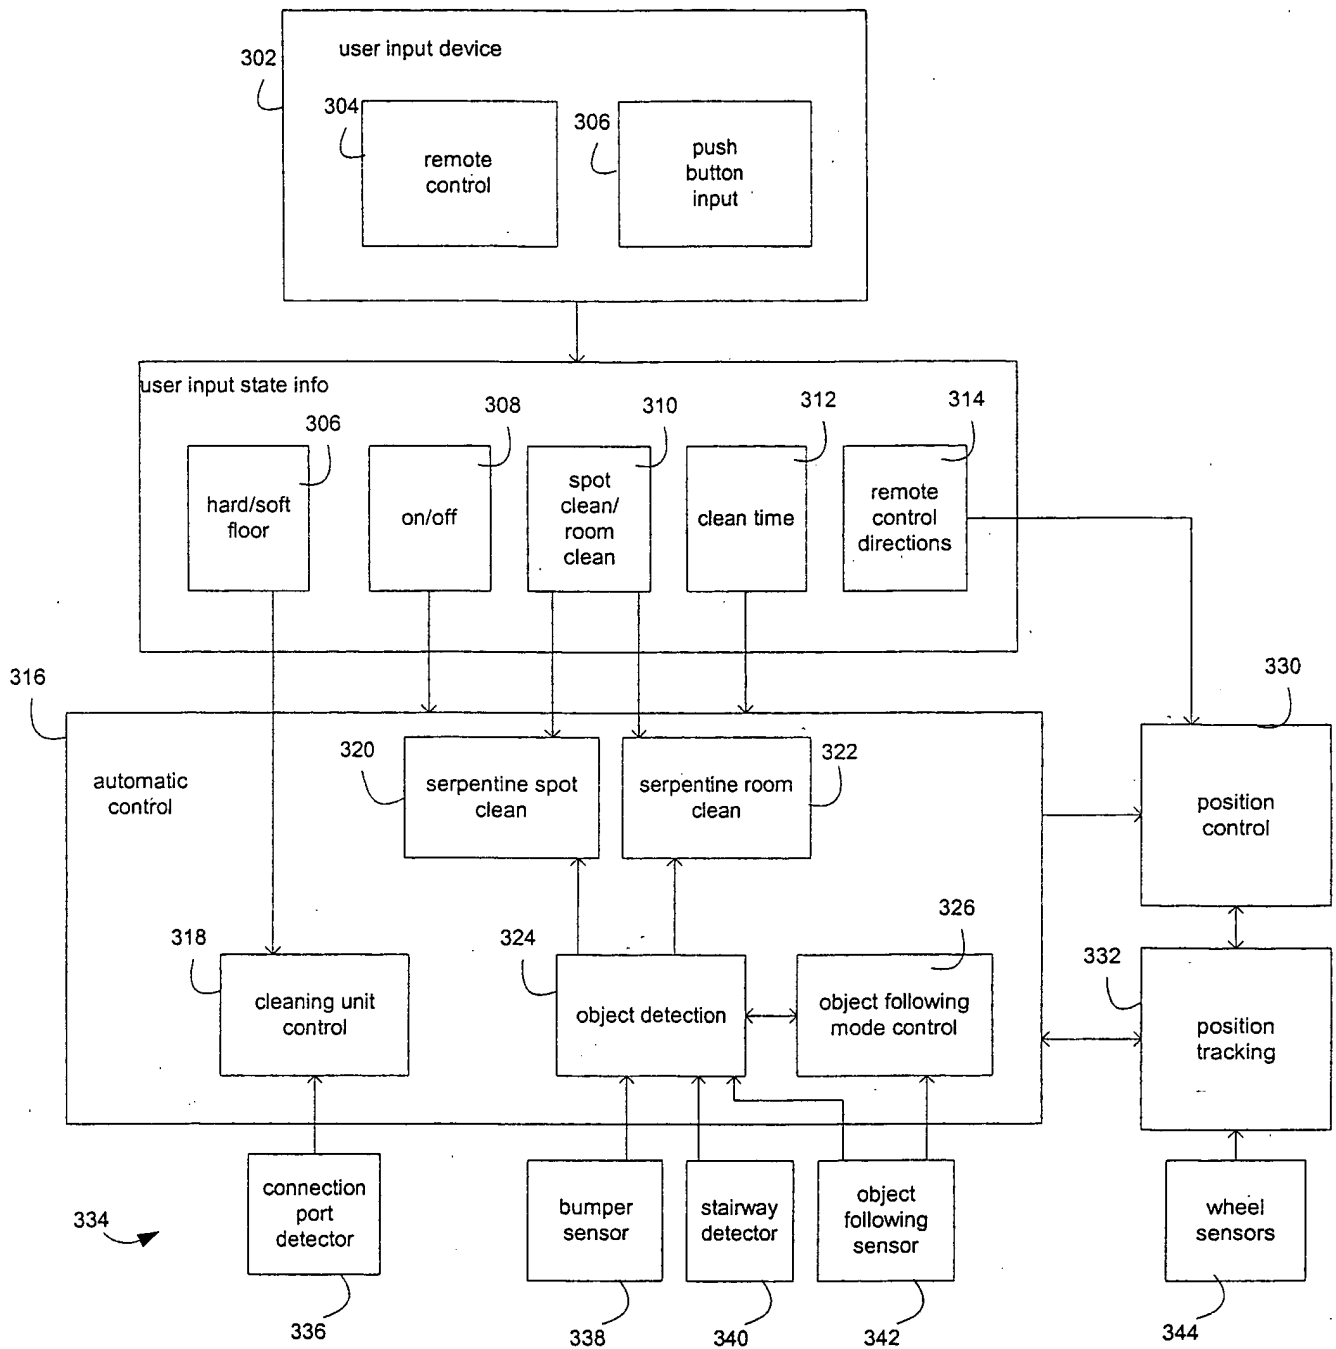 user input device
302
304
306
remote
control
push
button
input
user input state info
306
308
310
312
314
hard/soft
floor
on/off
spot
clean/
room
clean
clean time
remote
control
directions
316
330
automatic
control
320
serpentine spot
clean
serpentine room
clean
322
position
control
318
324
326
332
cleaning unit
control
object detection
object following
mode control
position
tracking
334
connection
port
detector
bumper
sensor
stairway
detector
object
following
sensor
wheel
sensors
336
338
340
342
344